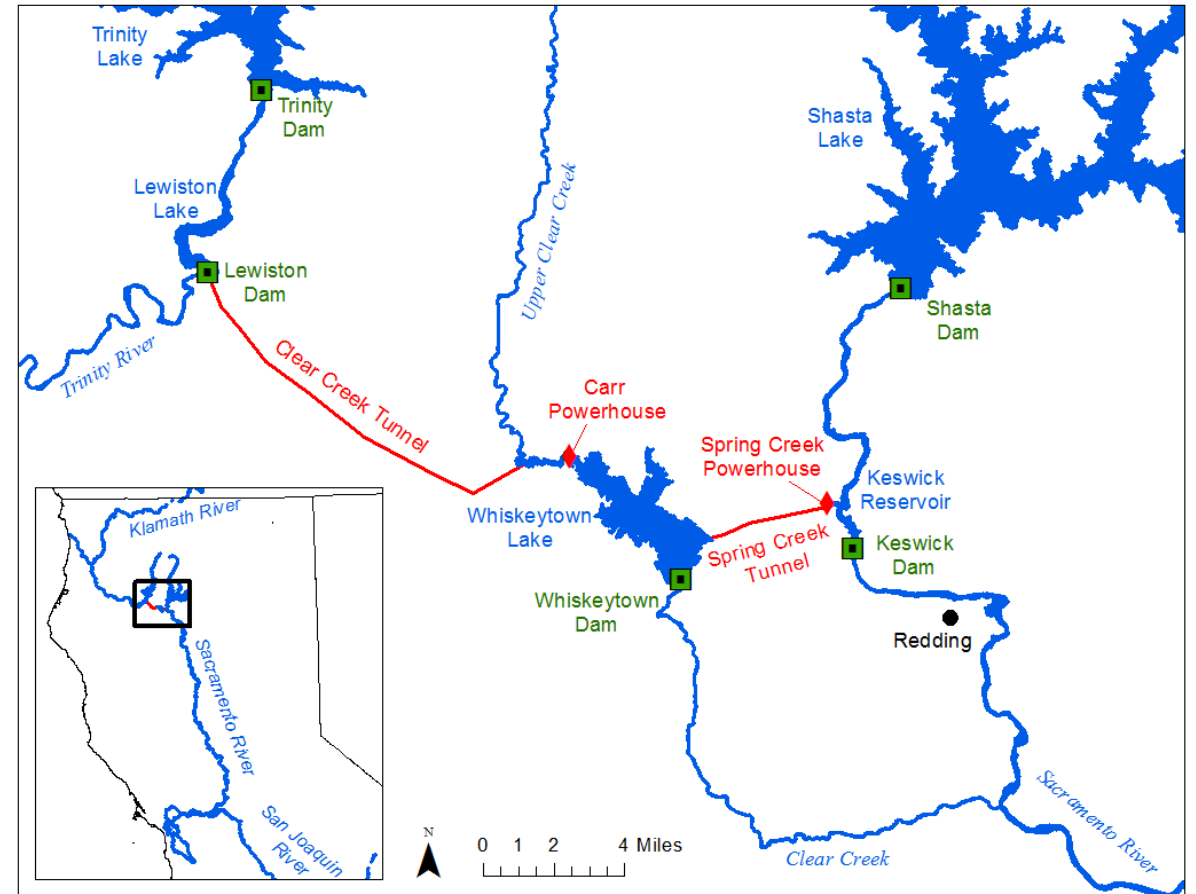 Trinity
Lake
Trinity
Dam
Lewiston
Lake
Lewiston
Dam
Trinity River
Clear Creek Tunnel
Upper Clear Creek
Shasta
Lake
Shasta
Dam
Carr
Powerhouse
Spring Creek
Powerhouse
Keswick
Reservoir
Whiskeytown
Lake
Spring Creek
Tunnel
Keswick
Dam
Whiskeytown
Dam
Redding
Clear Creek
Sacramento River
Klamath River
Sacramento River
San Joaquin
River
N
0 1 2 4 Miles